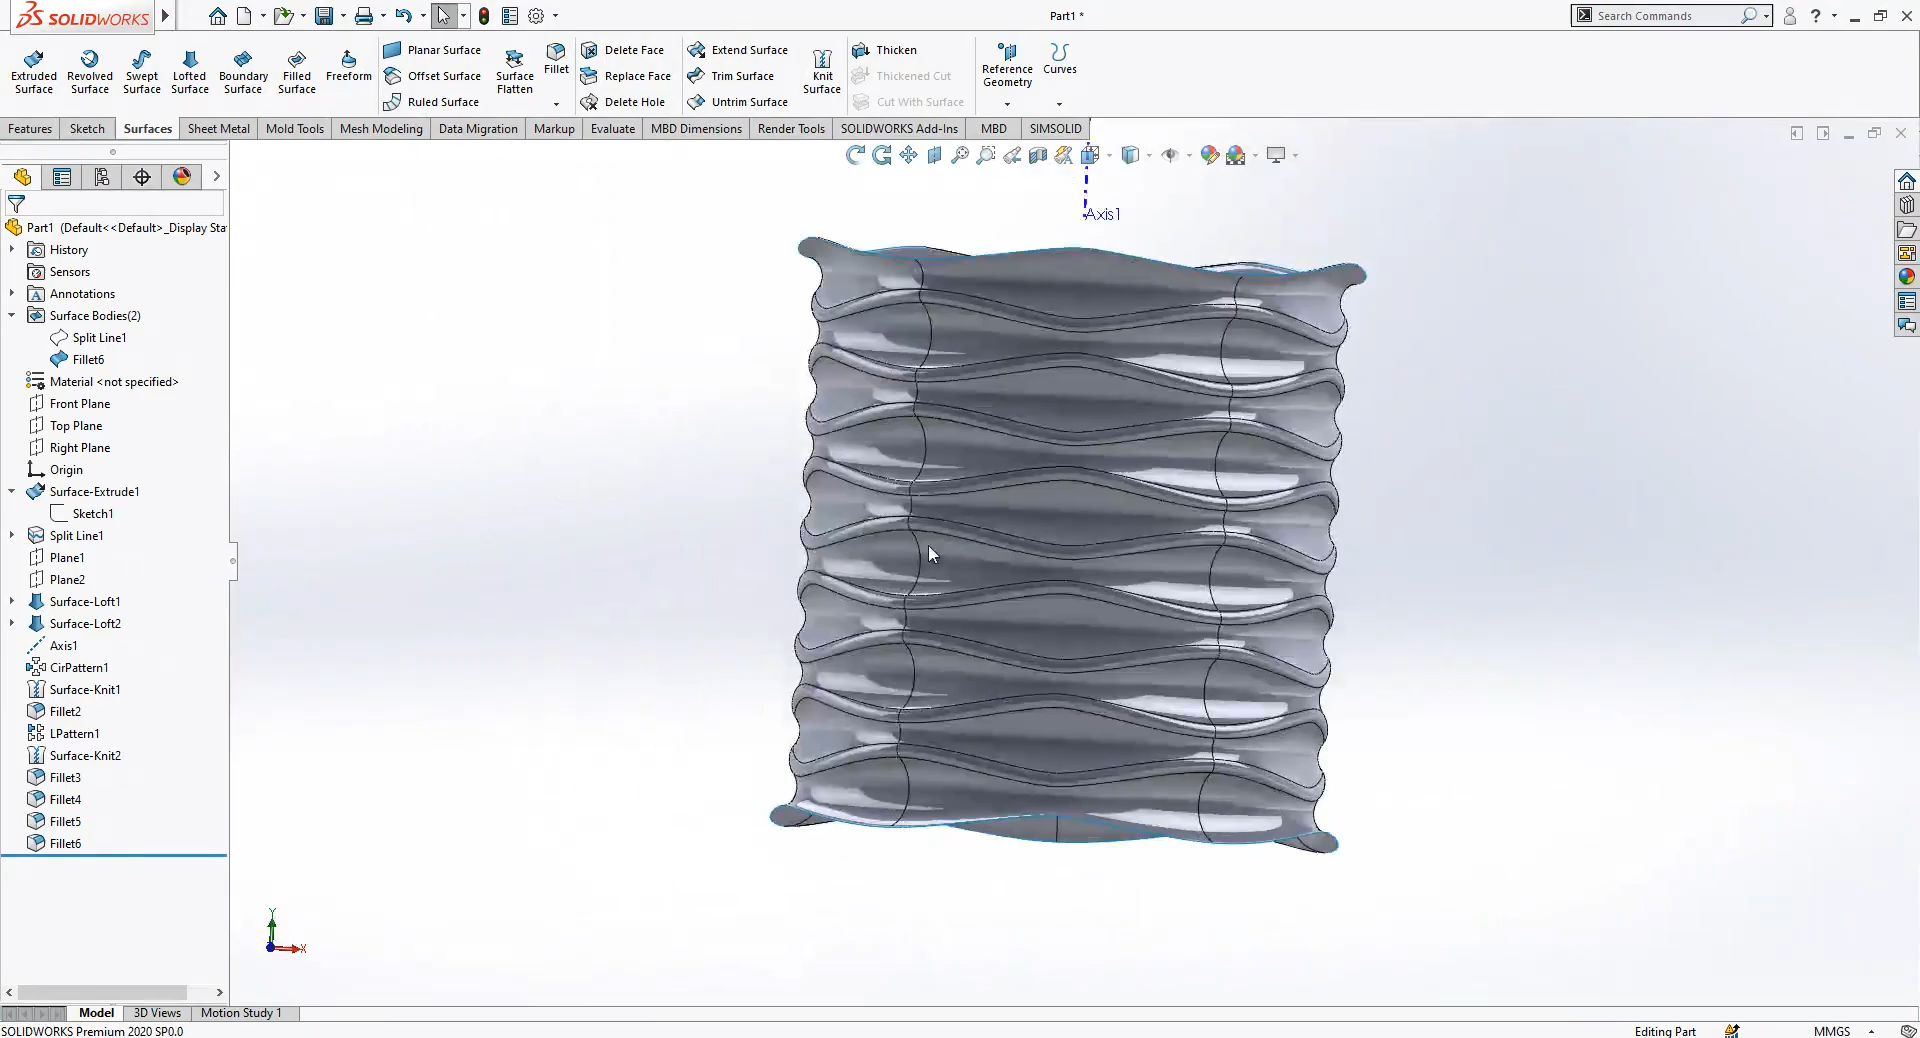 SOLIDWORKS
Part1 *
Search Commands
Extruded Surface
Revolved Surface
Swept Surface
Lofted Surface
Boundary Surface
Filled Surface
Freeform
Planar Surface
Offset Surface
Ruled Surface
Surface Flatten
Fillet
Delete Face
Replace Face
Delete Hole
Extend Surface
Trim Surface
Untrim Surface
Knit Surface
Thicken
Thickened Cut
Cut With Surface
Reference Geometry
Curves
Features Sketch Surfaces Sheet Metal Mold Tools Mesh Modeling Data Migration Markup Evaluate MBD Dimensions Render Tools SOLIDWORKS Add-Ins MBD SIMSOLID
Axis1
Part1 (Default<<Default>_Display Sta
History
Sensors
Annotations
Surface Bodies(2)
Split Line1
Fillet6
Material <not specified>
Front Plane
Top Plane
Right Plane
Origin
Surface-Extrude1
Sketch1
Split Line1
Plane1
Plane2
Surface-Loft1
Surface-Loft2
Axis1
CirPattern1
Surface-Knit1
Fillet2
LPattern1
Surface-Knit2
Fillet3
Fillet4
Fillet5
Fillet6
Y
X
Model 3D Views Motion Study 1
SOLIDWORKS Premium 2020 SP0.0
Editing Part
MMGS